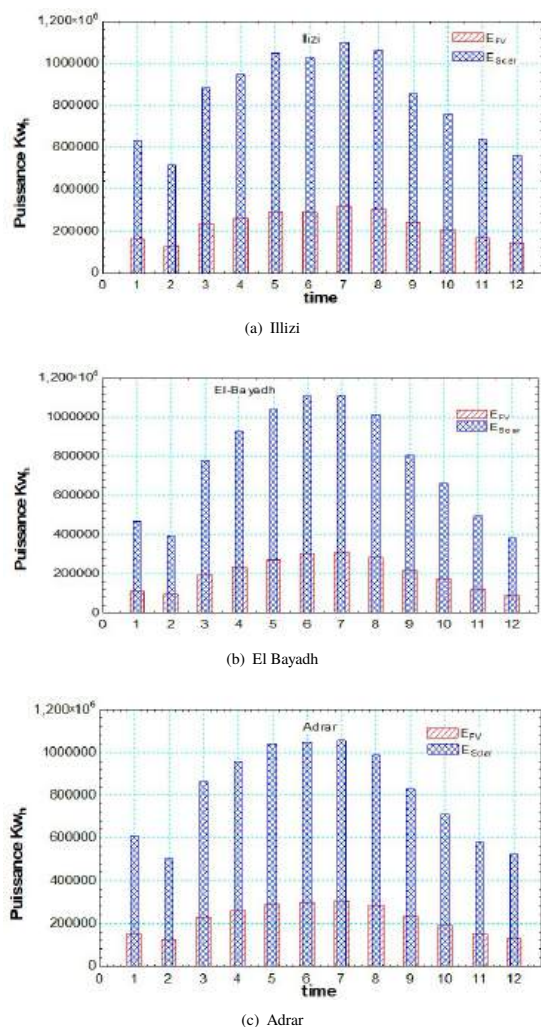 1,200×10⁶
Illizi
E_PV
E_Solar
1000000
800000
600000
400000
200000
0
Puissance Kw_h
0 1 2 3 4 5 6 7 8 9 10 11 12
time
(a) Illizi
1,200×10⁶
El-Bayadh
E_PV
E_Solar
1000000
800000
600000
400000
200000
0
Puissance Kw_h
0 1 2 3 4 5 6 7 8 9 10 11 12
(b) El Bayadh
1,200×10⁶
Adrar
E_PV
E_Solar
1000000
800000
600000
400000
200000
0
Puissance Kw_h
0 1 2 3 4 5 6 7 8 9 10 11 12
time
(c) Adrar